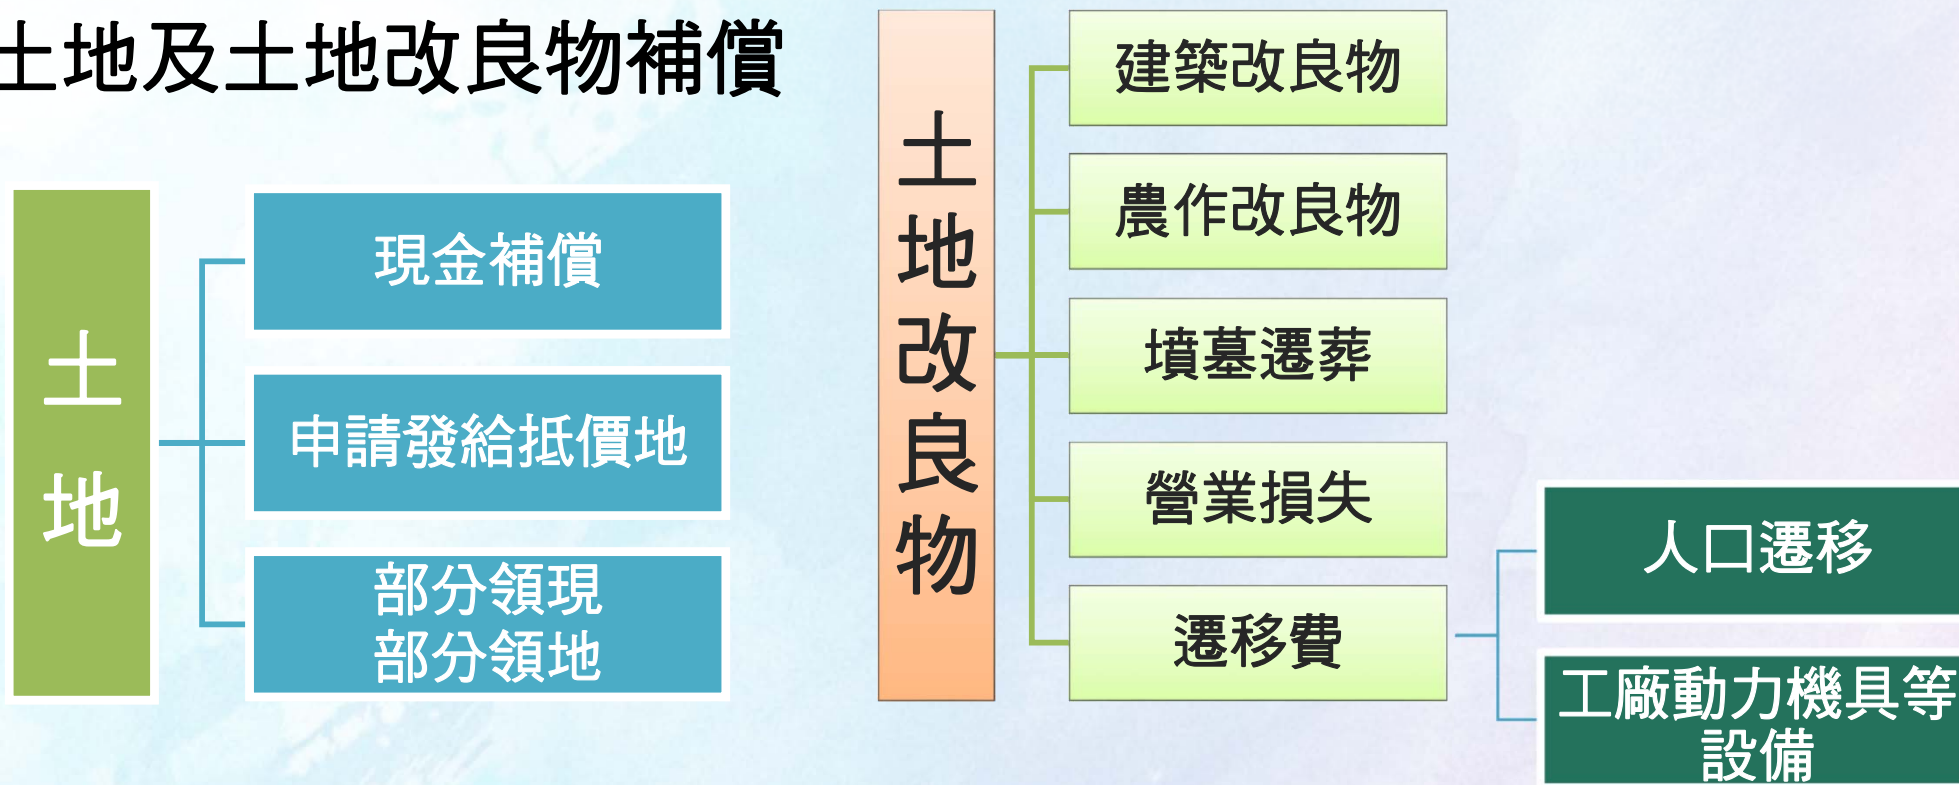 土地及土地改良物補償
土地
現金補償
申請發給抵價地
部分領現
部分領地
土地改良物
建築改良物
農作改良物
墳墓遷葬
營業損失
遷移費
人口遷移
工廠動力機具等
設備